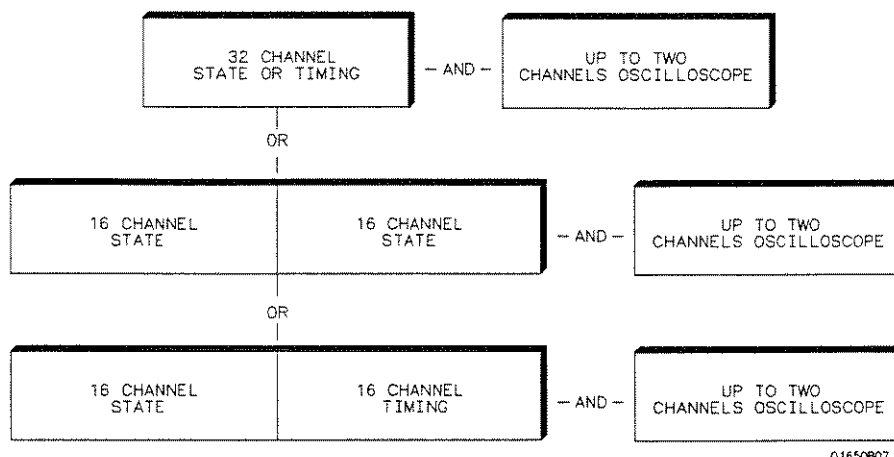 32 CHANNEL
STATE OR TIMING
— AND —
UP TO TWO
CHANNELS OSCILLOSCOPE
OR
16 CHANNEL
STATE
16 CHANNEL
STATE
— AND —
UP TO TWO
CHANNELS OSCILLOSCOPE
OR
16 CHANNEL
STATE
16 CHANNEL
TIMING
— AND —
UP TO TWO
CHANNELS OSCILLOSCOPE
01650B07